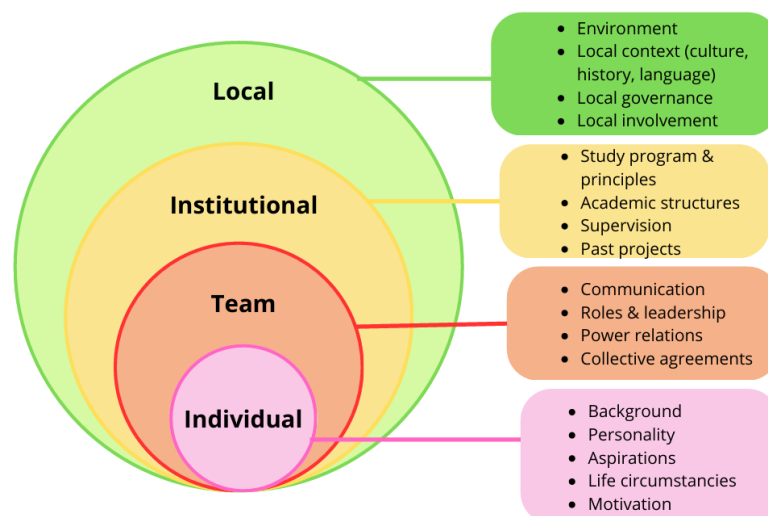 Local
Institutional
Team
Individual
• Environment
• Local context (culture,
history, language)
• Local governance
• Local involvement
• Study program &
principles
• Academic structures
• Supervision
• Past projects
• Communication
• Roles & leadership
• Power relations
• Collective agreements
• Background
• Personality
• Aspirations
• Life circumstancies
• Motivation